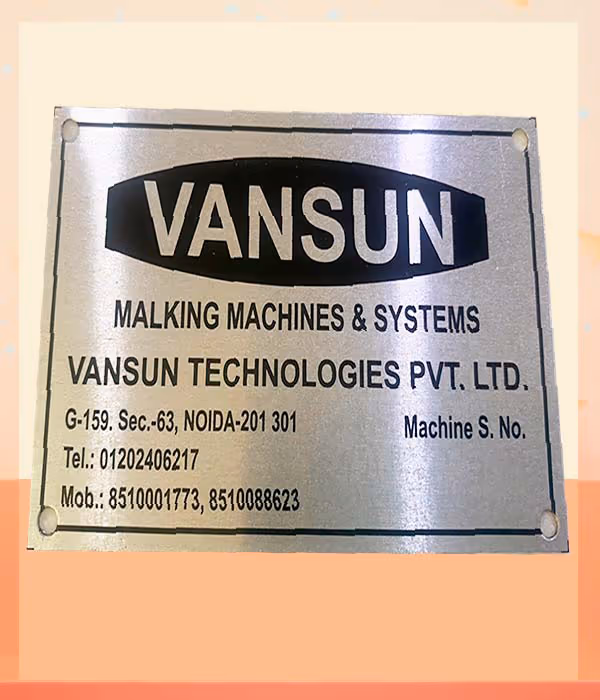 VANSUN
MALKING MACHINES & SYSTEMS
VANSUN TECHNOLOGIES PVT. LTD.
G-159. Sec.-63, NOIDA-201 301
Machine S. No.
Tel.: 01202406217
Mob.: 8510001773, 8510088623